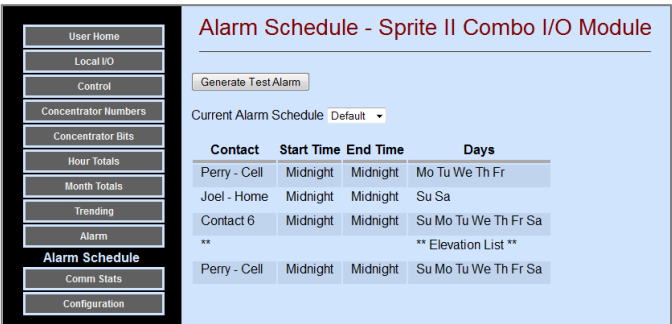 User Home
Local I/O
Control
Concentrator Numbers
Concentrator Bits
Hour Totals
Month Totals
Trending
Alarm
Alarm Schedule
Comm Stats
Configuration
Alarm Schedule - Sprite II Combo I/O Module
Generate Test Alarm
Current Alarm Schedule Default
Contact Start Time End Time Days
Perry - Cell Midnight Midnight Mo Tu We Th Fr
Joel - Home Midnight Midnight Su Sa
Contact 6 Midnight Midnight Su Mo Tu We Th Fr Sa
** ** Elevation List **
Perry - Cell Midnight Midnight Su Mo Tu We Th Fr Sa